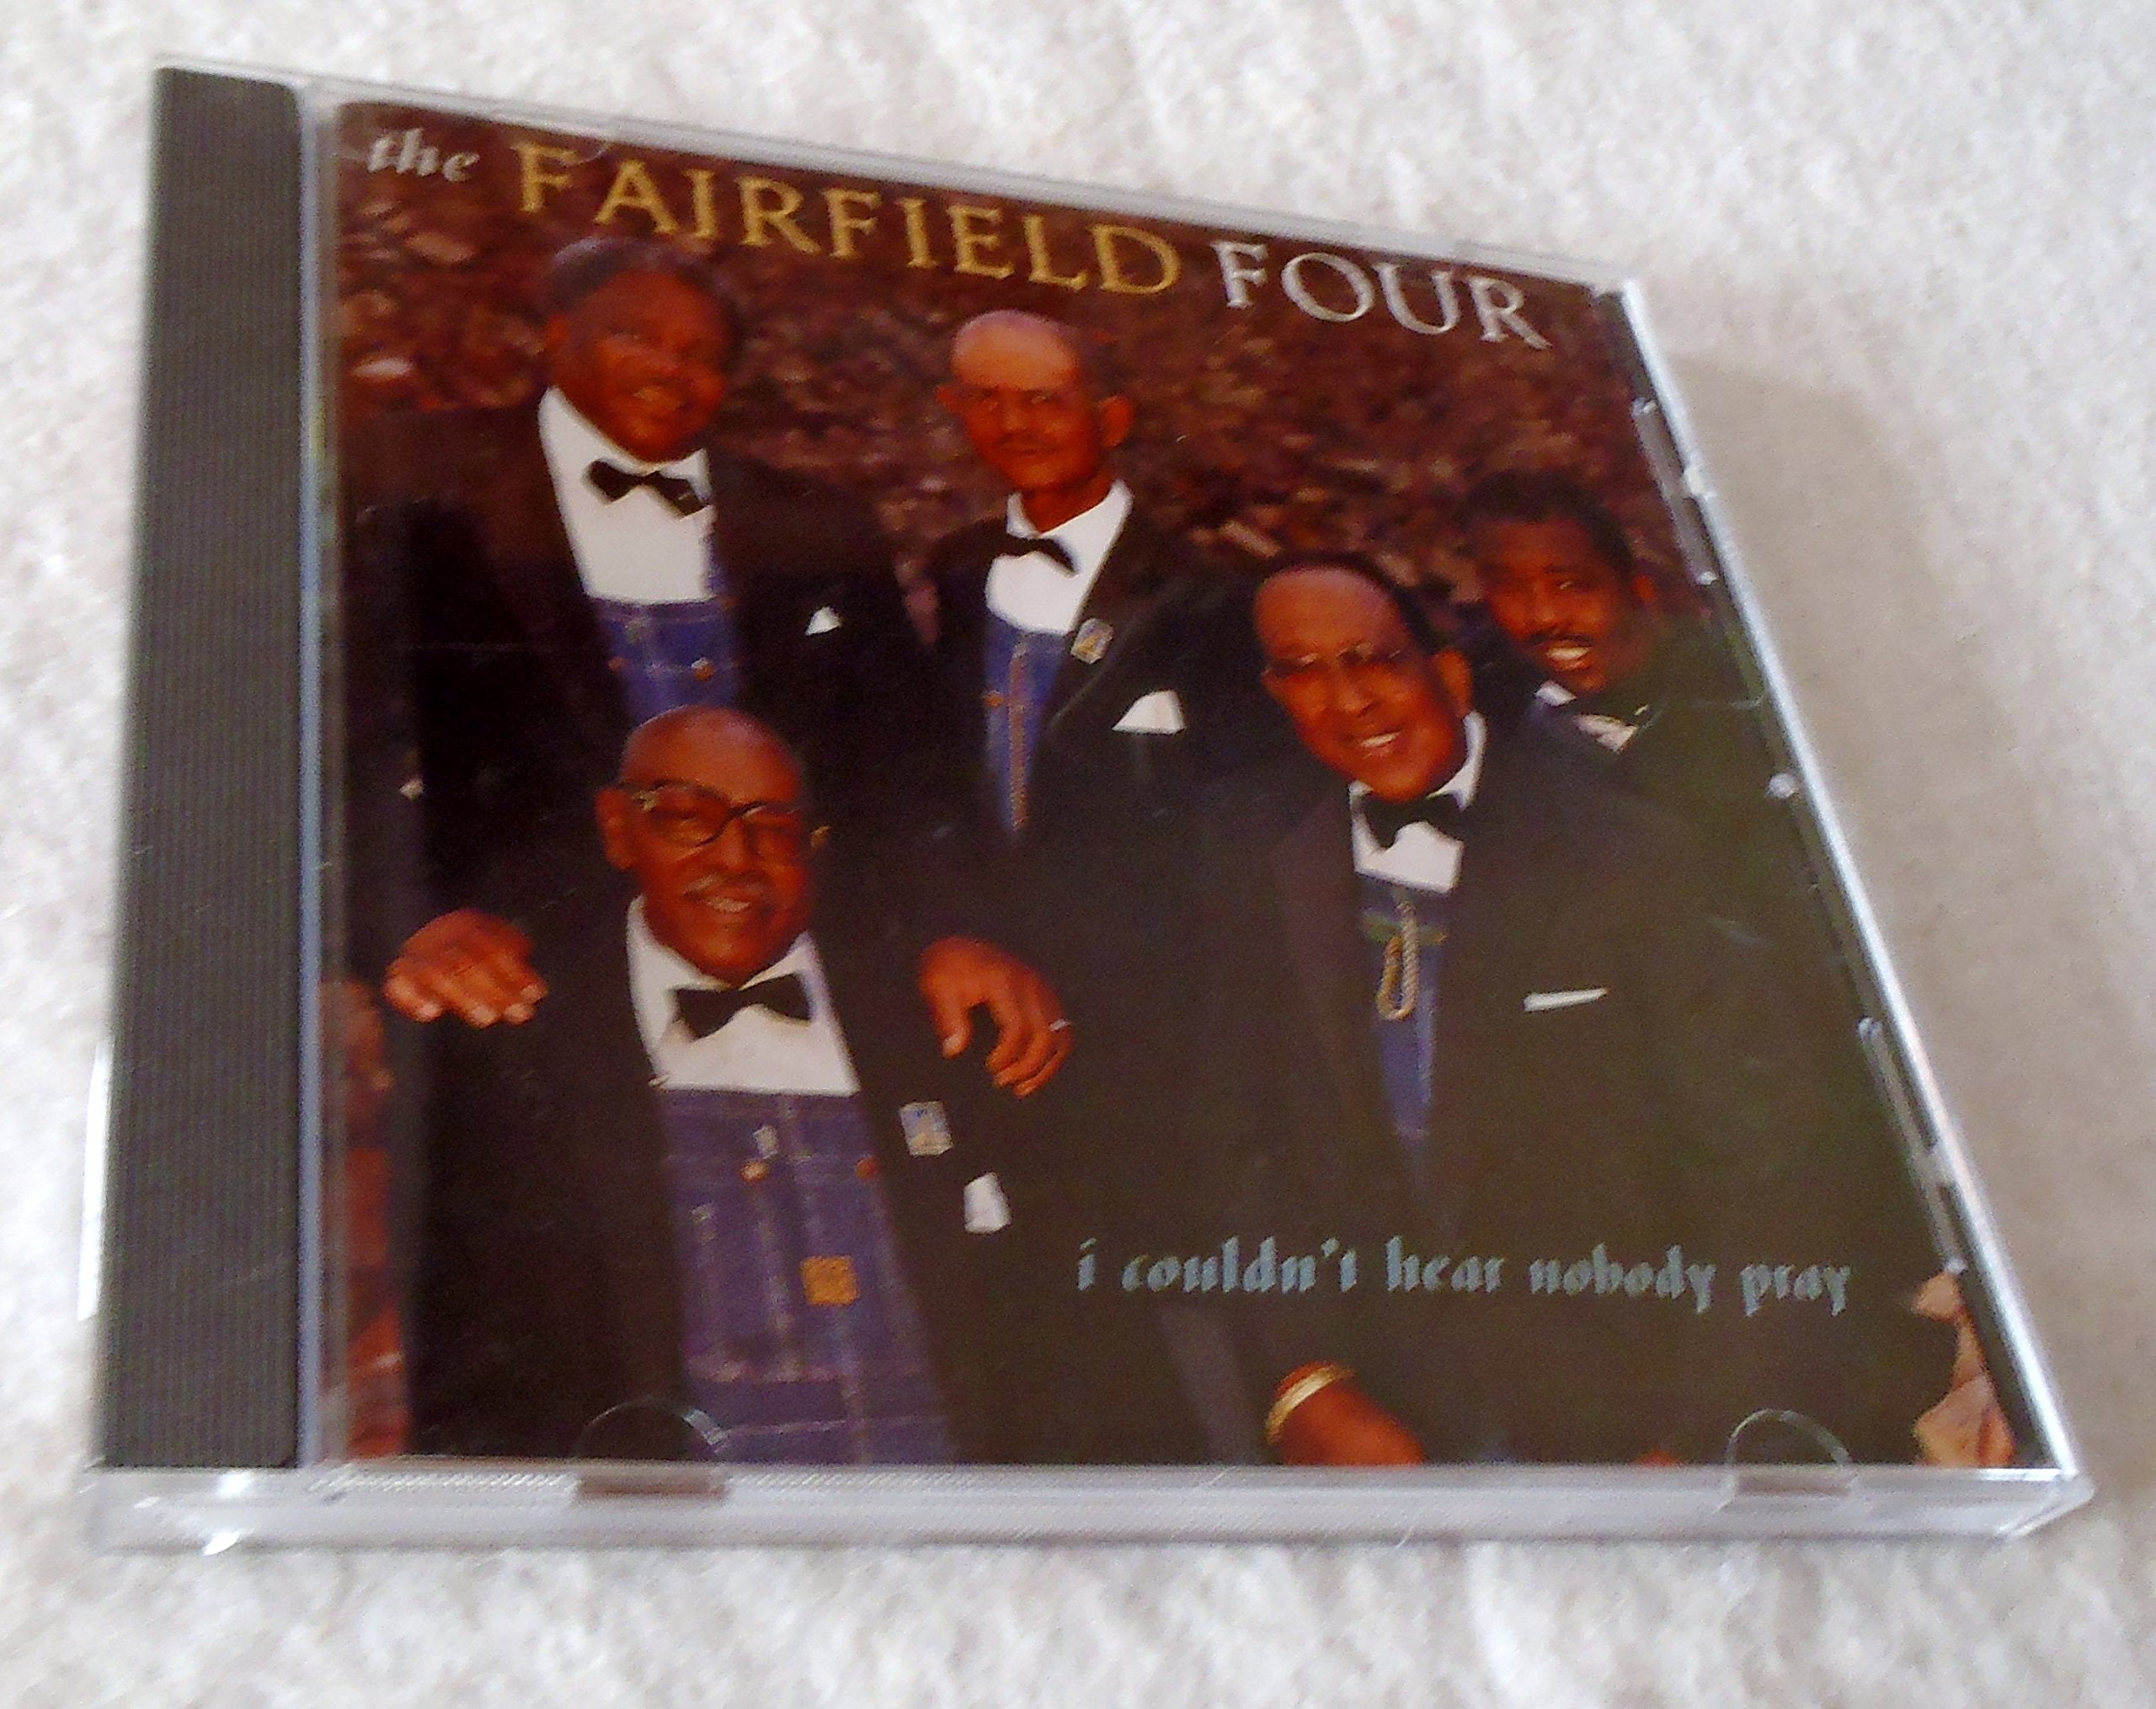 the FAIRFIELD FOUR
i couldn't hear nobody pray